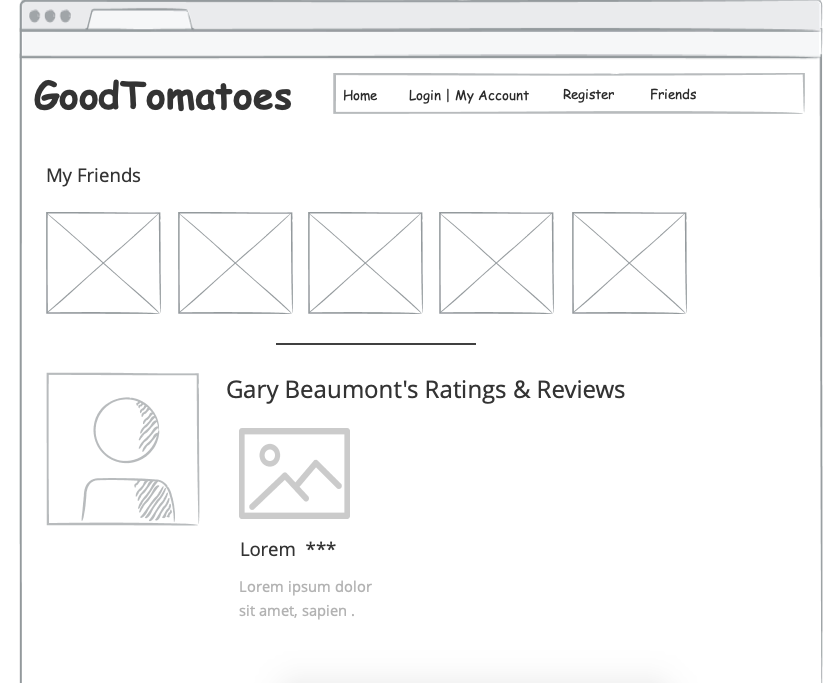 GoodTomatoes
Home Login | My Account Register Friends
My Friends
Gary Beaumont's Ratings & Reviews
Lorem ***
Lorem ipsum dolor
sit amet, sapien .